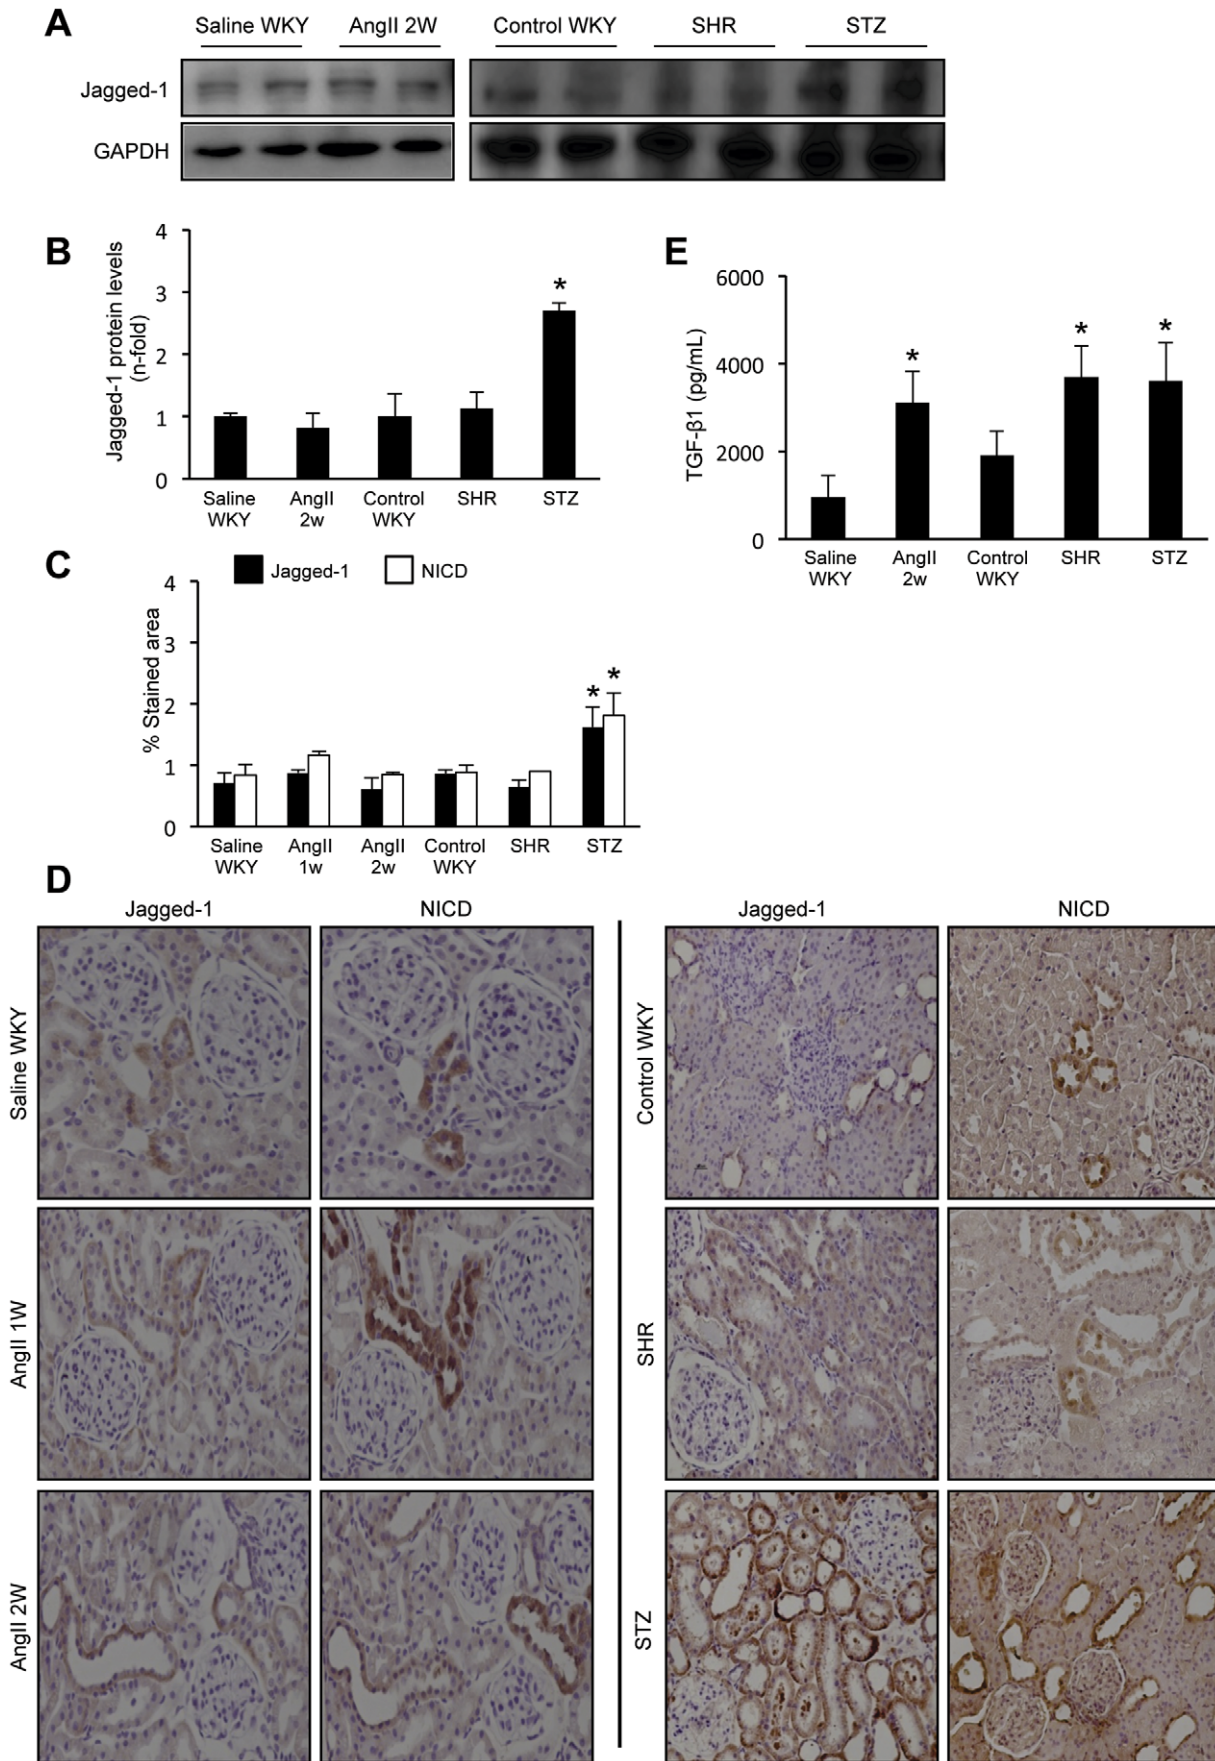 A
Saline WKY AngII 2W Control WKY SHR STZ
Jagged-1
GAPDH
B
Jagged-1 protein levels
(n-fold)
4
3
2
1
0
*
Saline
WKY
AngII
2w
Control
WKY
SHR
STZ
E
TGF-β1 (pg/mL)
6000
4000
2000
0
*
*
*
Saline
WKY
AngII
2w
Control
WKY
SHR
STZ
C
Jagged-1 NICD
% Stained area
4
3
2
1
0
*
*
Saline
WKY
AngII
1w
AngII
2w
Control
WKY
SHR
STZ
D
Jagged-1 NICD Jagged-1 NICD
Saline WKY
AngII 1W
AngII 2W
Control WKY
SHR
STZ